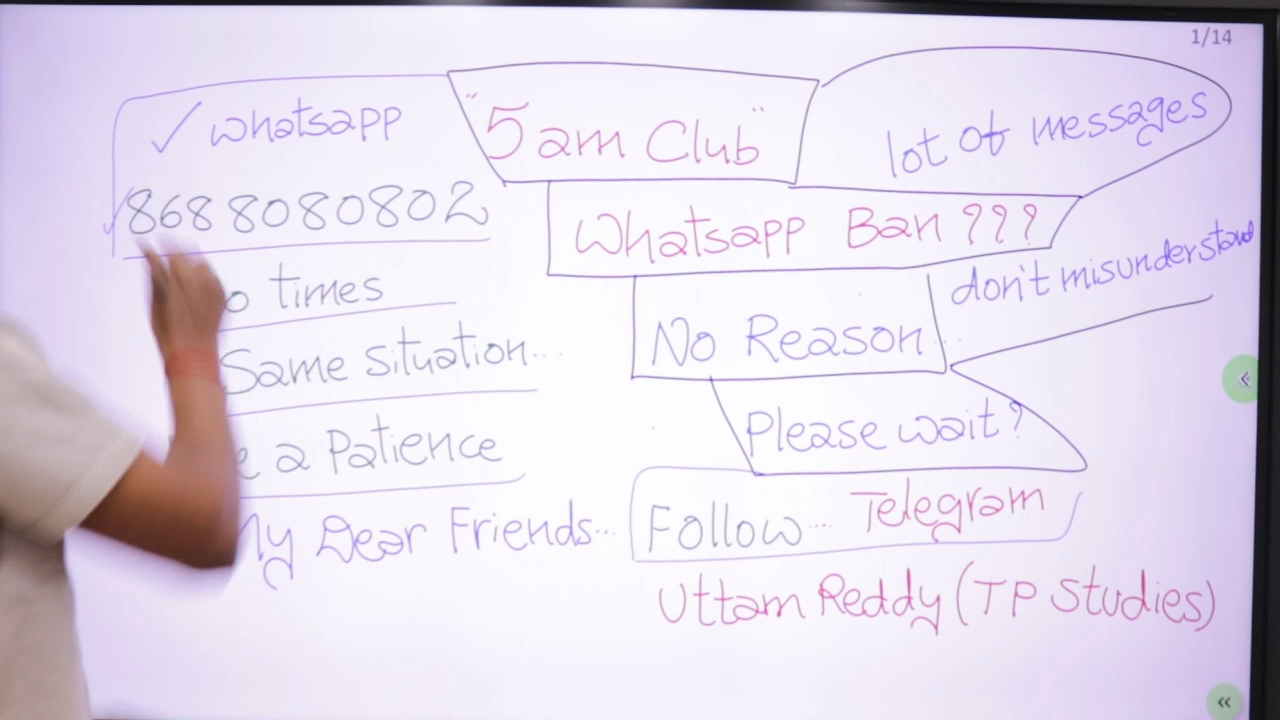 1/14
✓ whatsapp
"5 am Club"
lot of messages
8688080802
Whatsapp Ban ???
times
don't misunderstand
Same situation...
No Reason...
a Patience
Please wait?
My Dear Friends...
Follow.... Telegram
Uttam Reddy (TP Studies)